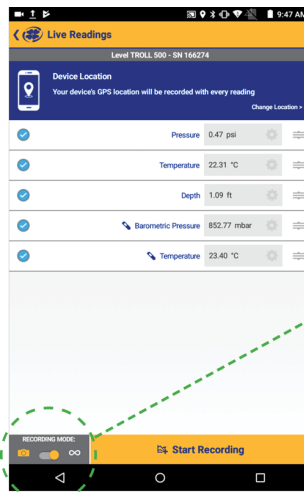 9:47 AM
Live Readings
Level TROLL 500 - SN 166274
Device Location
Your device's GPS location will be recorded with every reading
Change Location >
Pressure 0.47 psi
Temperature 22.31 °C
Depth 1.09 ft
Barometric Pressure 852.77 mbar
Temperature 23.40 °C
RECORDING MODE:
Start Recording